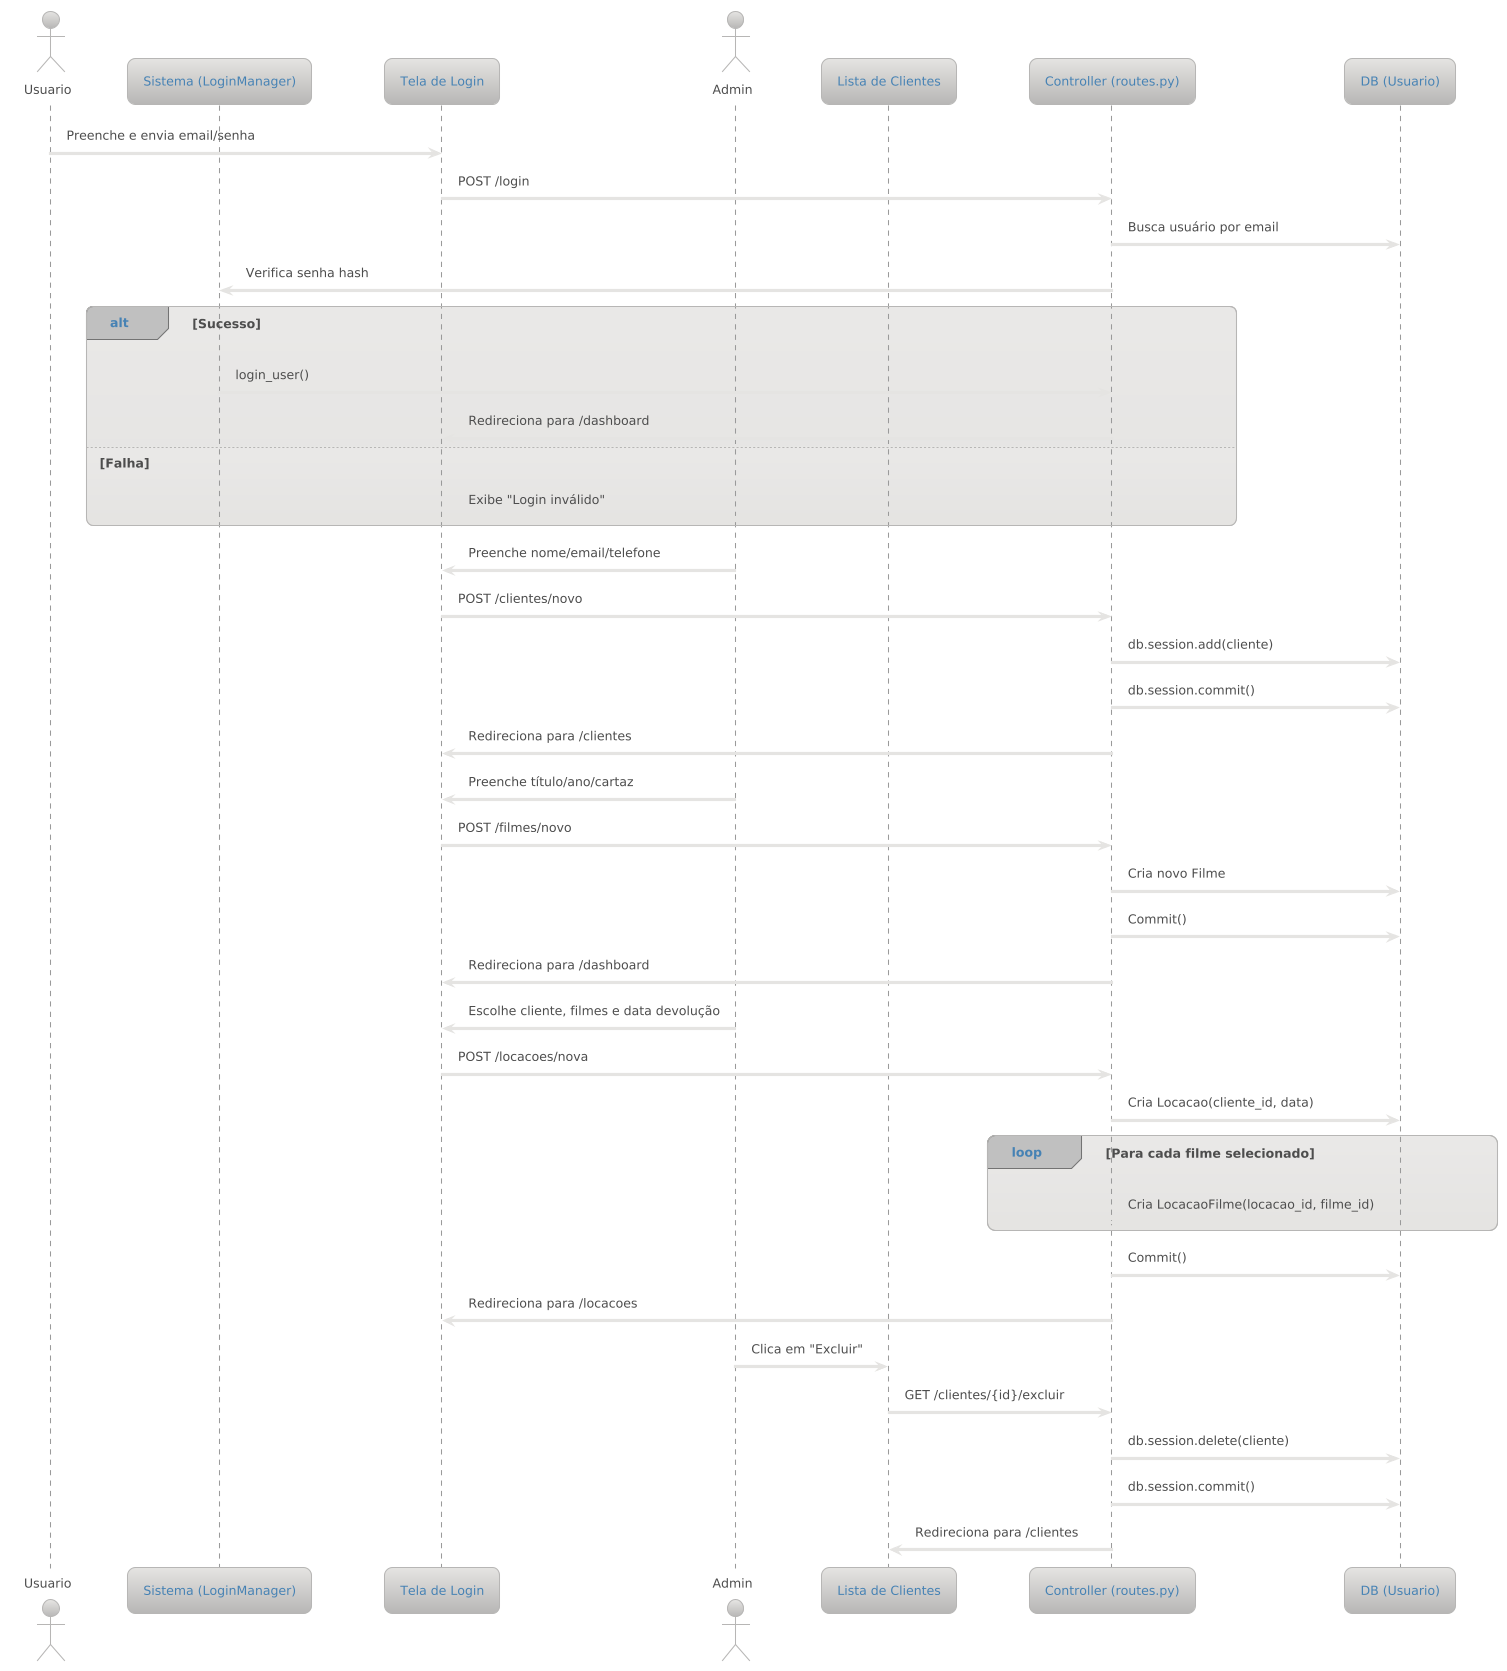 Usuario
Sistema (LoginManager)
Tela de Login
Admin
Lista de Clientes
Controller (routes.py)
DB (Usuario)
Preenche e envia email/senha
POST /login
Busca usuário por email
Verifica senha hash
alt
[Sucesso]
login_user()
Redireciona para /dashboard
[Falha]
Exibe "Login inválido"
Preenche nome/email/telefone
POST /clientes/novo
db.session.add(cliente)
db.session.commit()
Redireciona para /clientes
Preenche título/ano/cartaz
POST /filmes/novo
Cria novo Filme
Commit()
Redireciona para /dashboard
Escolhe cliente, filmes e data devolução
POST /locacoes/nova
Cria Locacao(cliente_id, data)
loop
[Para cada filme selecionado]
Cria LocacaoFilme(locacao_id, filme_id)
Commit()
Redireciona para /locacoes
Clica em "Excluir"
GET /clientes/{id}/excluir
db.session.delete(cliente)
db.session.commit()
Redireciona para /clientes
Usuario
Sistema (LoginManager)
Tela de Login
Admin
Lista de Clientes
Controller (routes.py)
DB (Usuario)